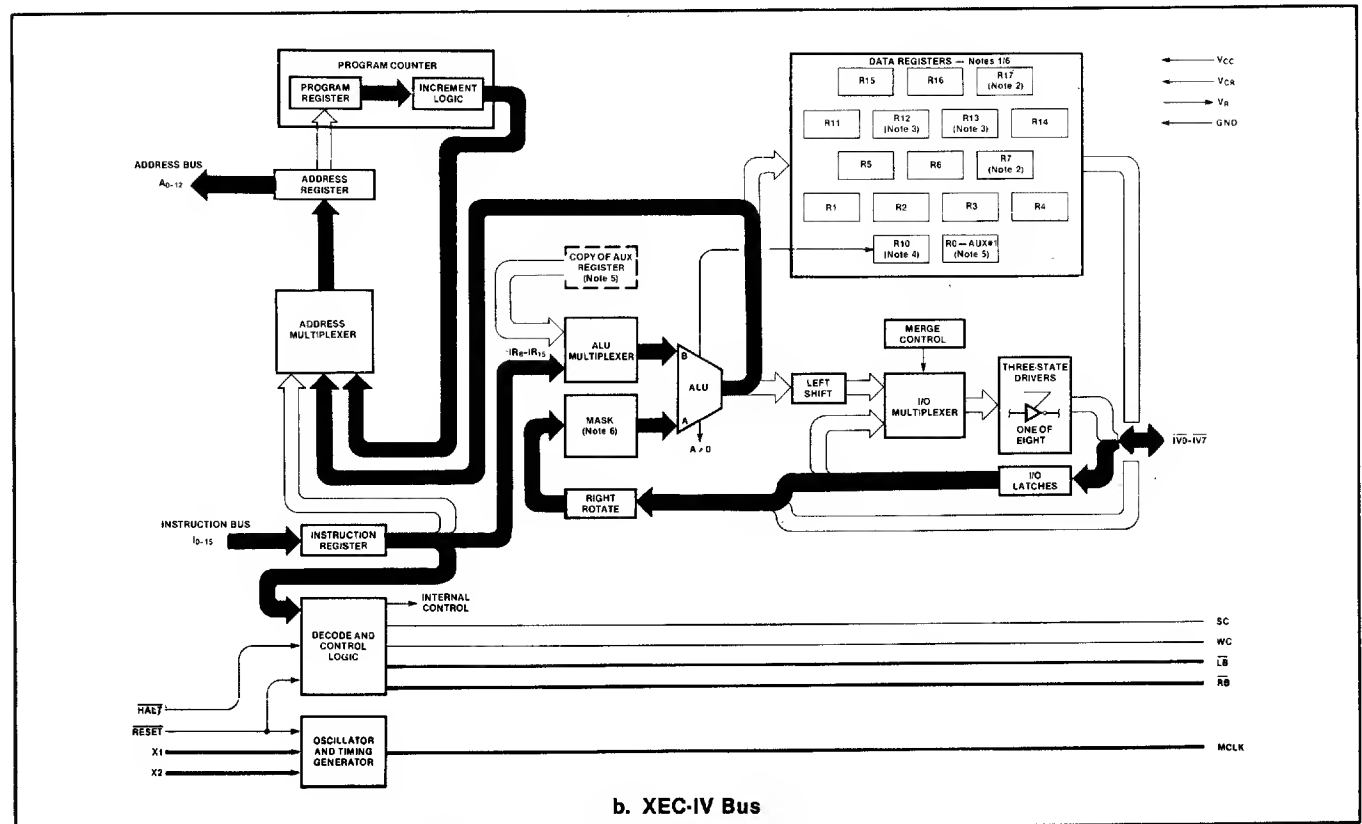 PROGRAM COUNTER
PROGRAM
REGISTER
INCREMENT
LOGIC
ADDRESS BUS
A0-12
ADDRESS
REGISTER
ADDRESS
MULTIPLEXER
DATA REGISTERS — Notes 1/6
R15
R16
R17
(Note 2)
R11
R12
(Note 3)
R13
(Note 3)
R14
R5
R6
R7
(Note 2)
R1
R2
R3
R4
R10
(Note 4)
R0—AUX#1
(Note 5)
VCC
VCR
VR
GND
COPY OF AUX
REGISTER
(Note 5)
IR8-IR15
ALU
MULTIPLEXER
B
ALU
A
MASK
(Note 6)
A≠0
LEFT
SHIFT
MERGE
CONTROL
I/O
MULTIPLEXER
THREE-STATE
DRIVERS
ONE OF
EIGHT
IV0-IV7
I/O
LATCHES
RIGHT
ROTATE
INSTRUCTION BUS
I0-15
INSTRUCTION
REGISTER
INTERNAL
CONTROL
DECODE AND
CONTROL
LOGIC
SC
WC
LB
RB
HALT
RESET
X1
X2
OSCILLATOR
AND TIMING
GENERATOR
MCLK
b. XEC-IV Bus